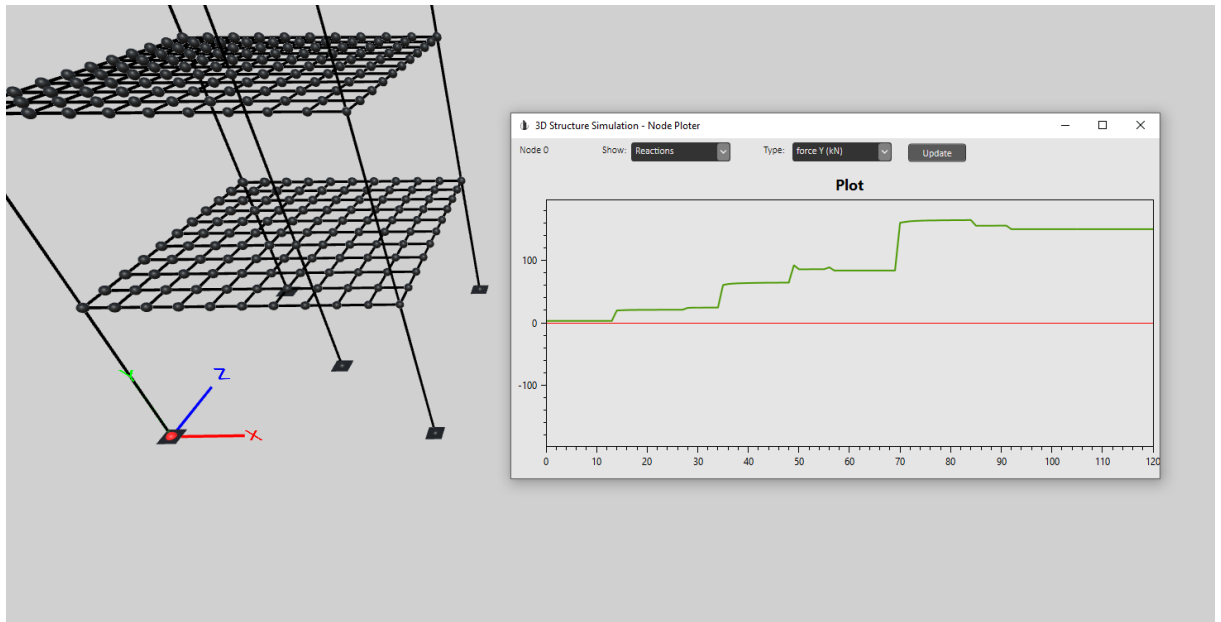 3D Structure Simulation - Node Ploter
Node 0 Show: Reactions Type: force Y (kN) Update
Plot
100
0
-100
0 10 20 30 40 50 60 70 80 90 100 110 120
Y
Z
X